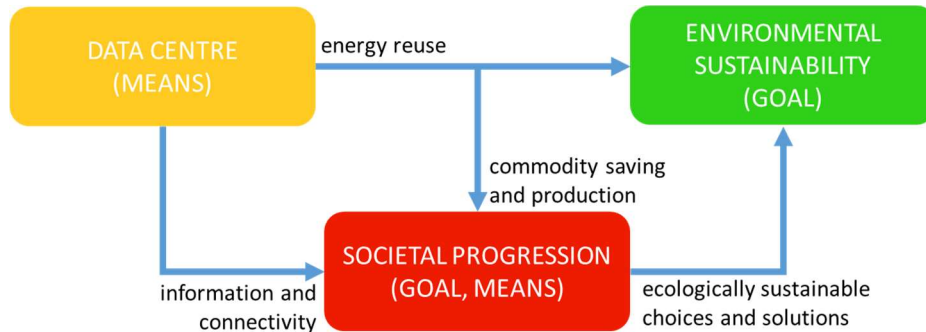 DATA CENTRE
(MEANS)
energy reuse
ENVIRONMENTAL
SUSTAINABILITY
(GOAL)
commodity saving
and production
SOCIETAL PROGRESSION
(GOAL, MEANS)
information and
connectivity
ecologically sustainable
choices and solutions